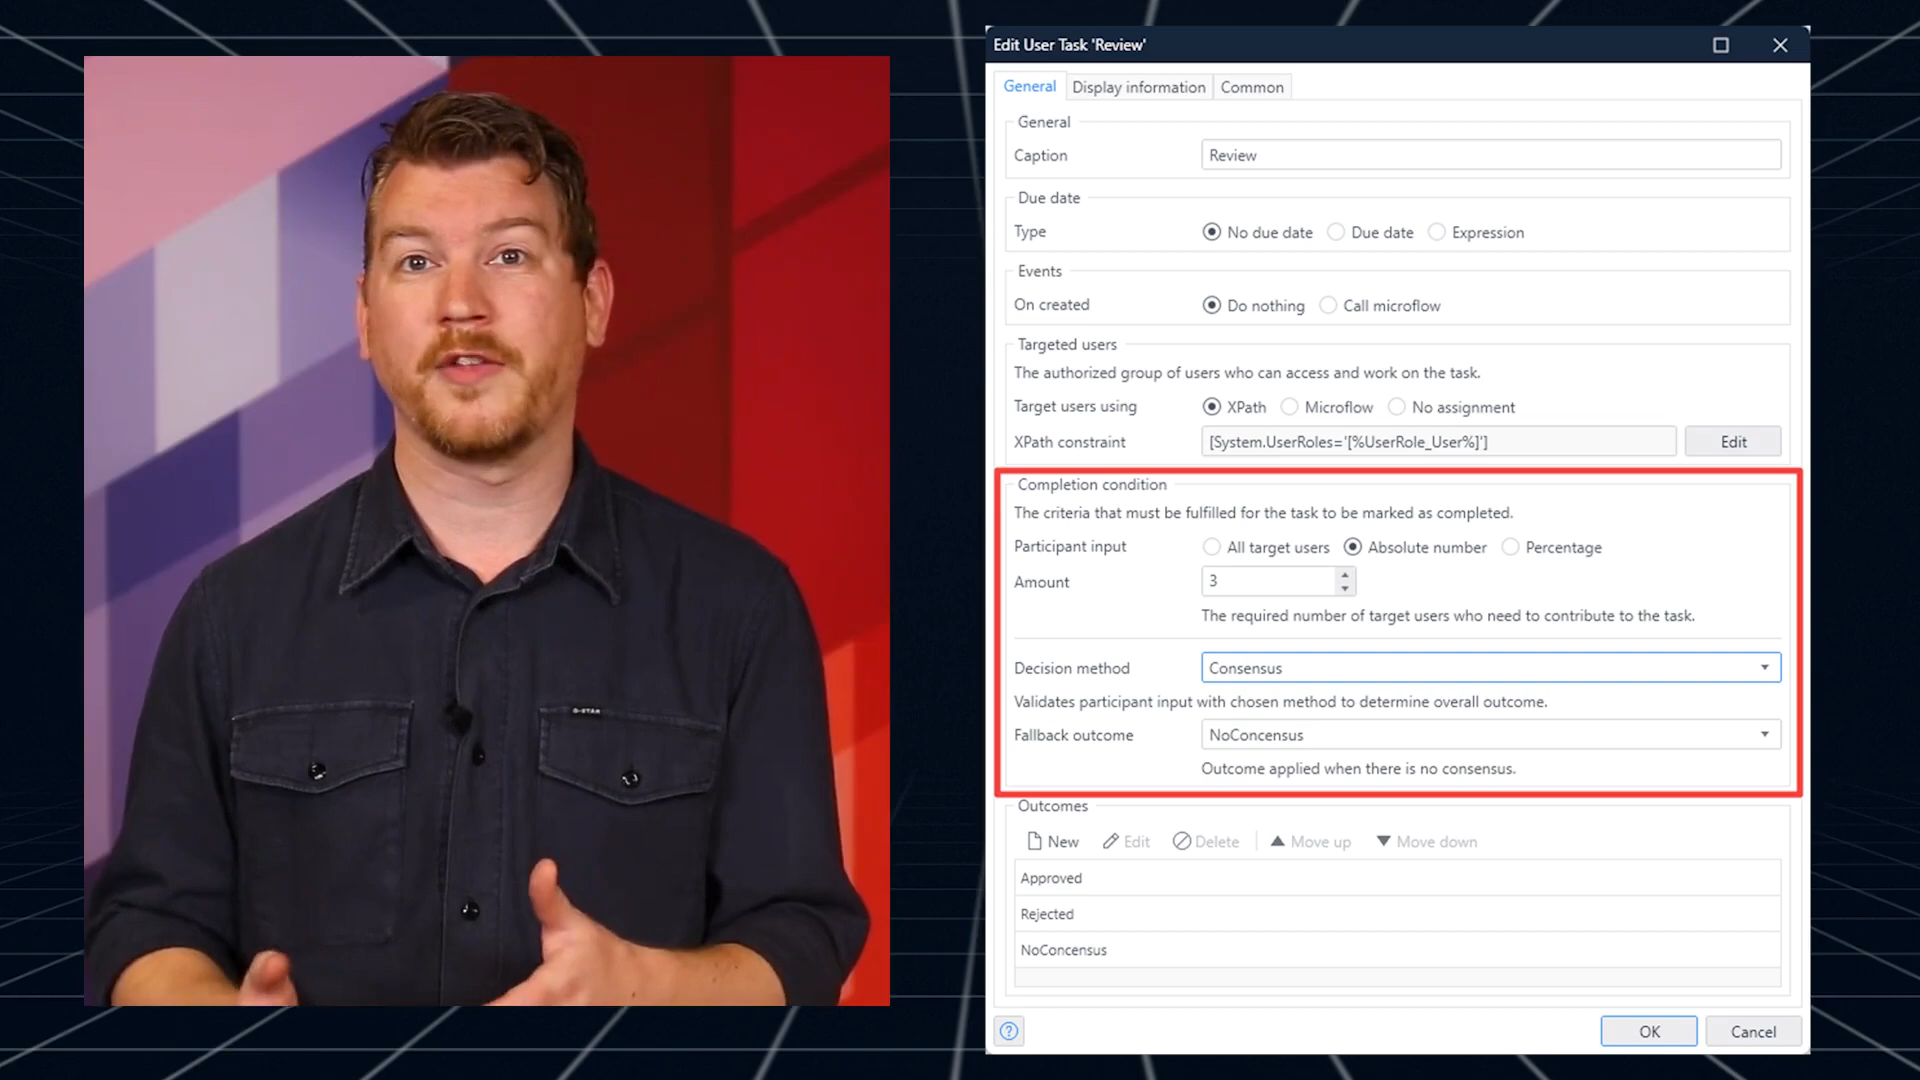 Edit User Task 'Review'
General Display information Common
General
Caption Review
Due date
Type No due date Due date Expression
Events
On created Do nothing Call microflow
Targeted users
The authorized group of users who can access and work on the task.
Target users using XPath Microflow No assignment
XPath constraint [System.UserRoles='[%UserRole_User%]'] Edit
Completion condition
The criteria that must be fulfilled for the task to be marked as completed.
Participant input All target users Absolute number Percentage
Amount 3
The required number of target users who need to contribute to the task.
Decision method Consensus
Validates participant input with chosen method to determine overall outcome.
Fallback outcome NoConcensus
Outcome applied when there is no consensus.
Outcomes
New Edit Delete Move up Move down
Approved
Rejected
NoConcensus
? OK Cancel
G-STAR